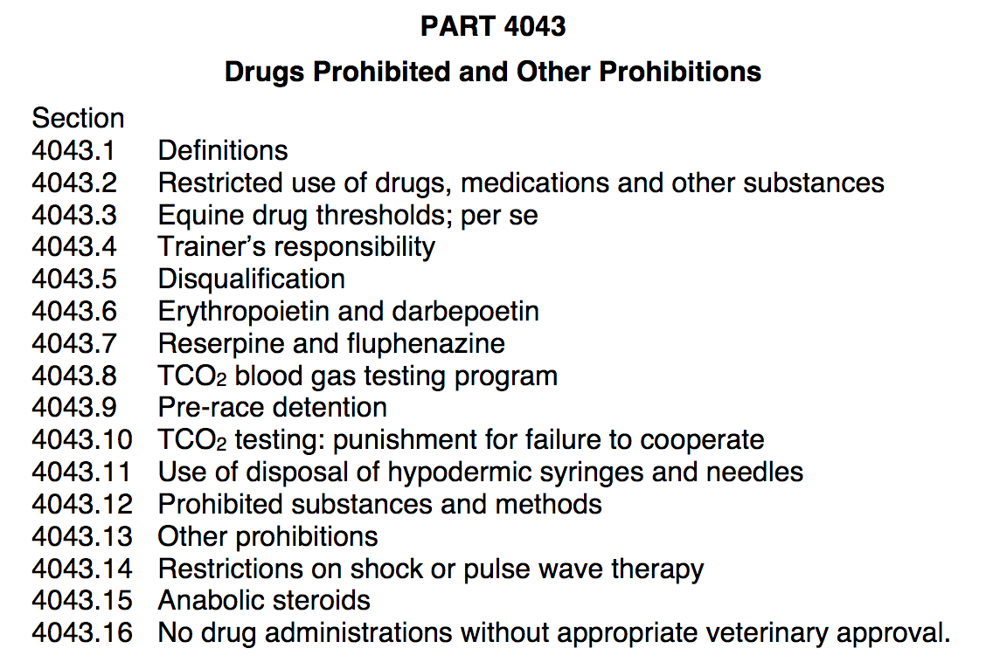 PART 4043
Drugs Prohibited and Other Prohibitions
Section
4043.1 Definitions
4043.2 Restricted use of drugs, medications and other substances
4043.3 Equine drug thresholds; per se
4043.4 Trainer’s responsibility
4043.5 Disqualification
4043.6 Erythropoietin and darbepoetin
4043.7 Reserpine and fluphenazine
4043.8 TCO₂ blood gas testing program
4043.9 Pre-race detention
4043.10 TCO₂ testing: punishment for failure to cooperate
4043.11 Use of disposal of hypodermic syringes and needles
4043.12 Prohibited substances and methods
4043.13 Other prohibitions
4043.14 Restrictions on shock or pulse wave therapy
4043.15 Anabolic steroids
4043.16 No drug administrations without appropriate veterinary approval.